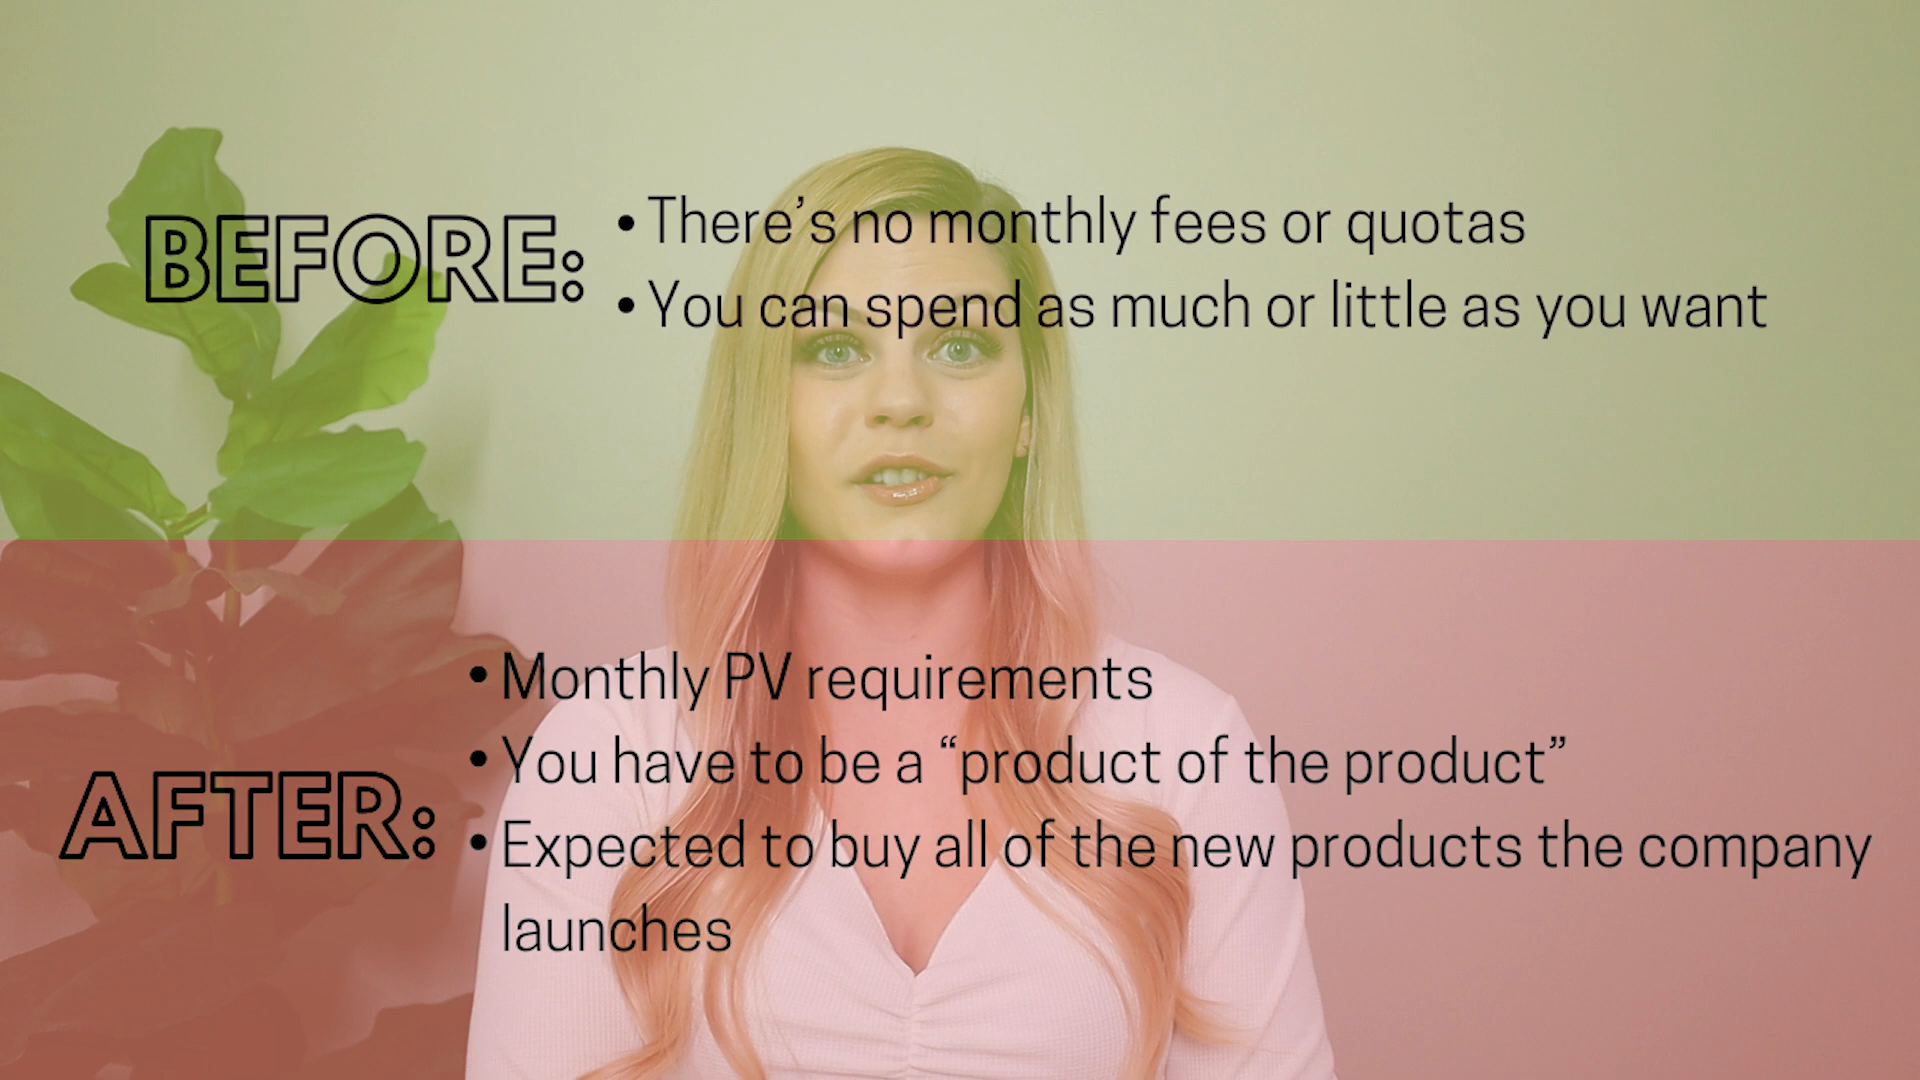 BEFORE:
• There's no monthly fees or quotas
• You can spend as much or little as you want
AFTER:
• Monthly PV requirements
• You have to be a “product of the product”
• Expected to buy all of the new products the company
launches